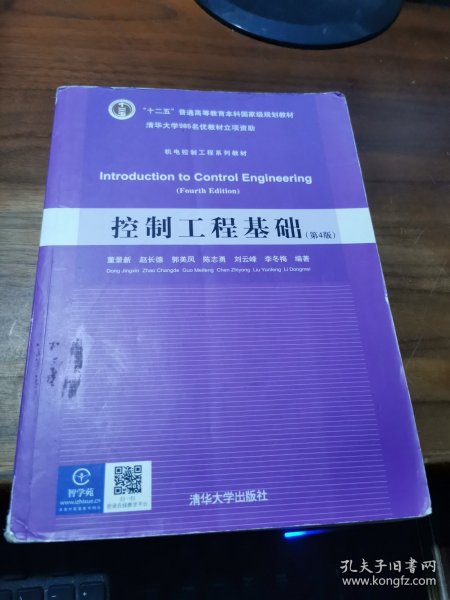 "十二五"普通高等教育本科国家级规划教材
清华大学985名优教材立项资助
机电控制工程系列教材
Introduction to Control Engineering
(Fourth Edition)
控制工程基础(第4版)
董景新 赵长德 郭美凤 陈志勇 刘云峰 李冬梅 编著
Dong Jingxin Zhao Changde Guo Meifeng Chen Zhiyong Liu Yunfeng Li Dongmei
智学苑
www.izhixue.cn
扫一扫
清华大学出版社
孔夫子旧书网
www.kongfz.com